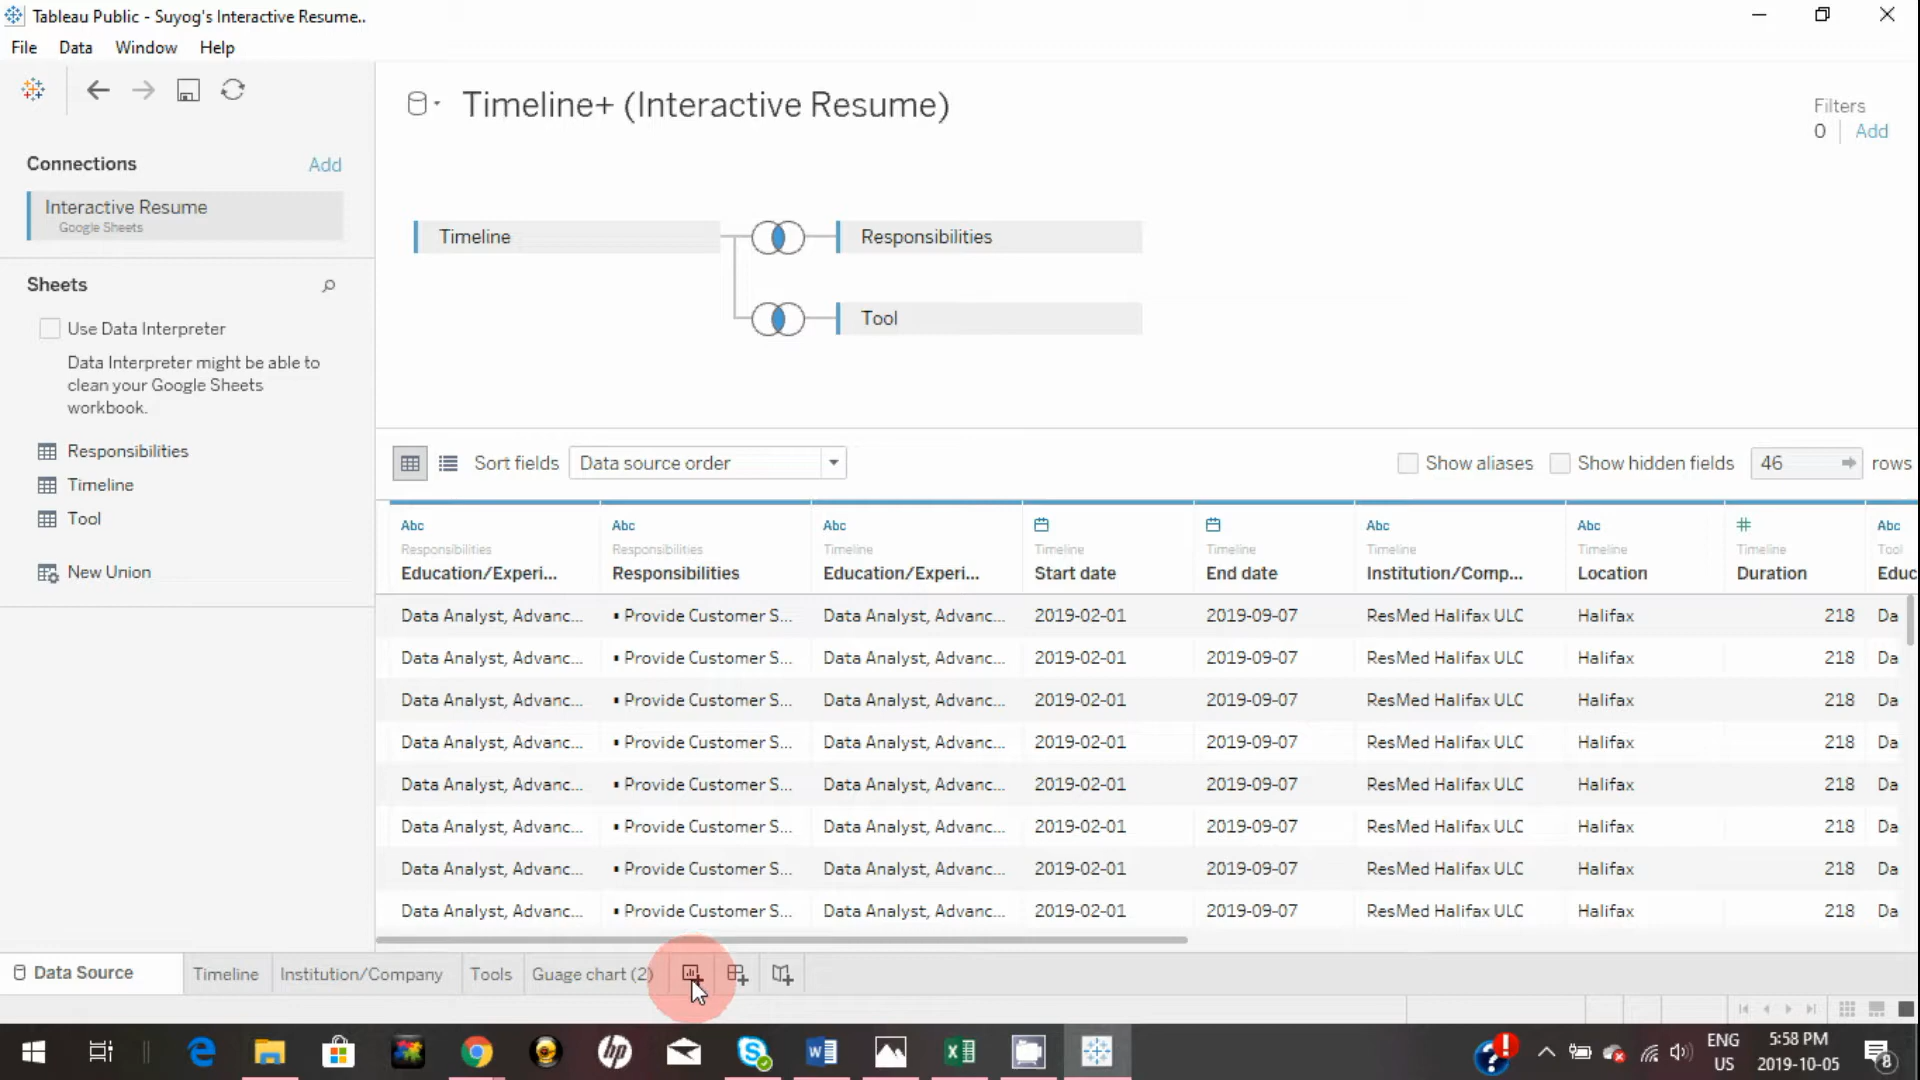 Tableau Public - Suyog's Interactive Resume..
File Data Window Help
Timeline+ (Interactive Resume)
Filters
0 Add
Connections Add
Interactive Resume
Google Sheets
Timeline
Responsibilities
Tool
Sheets
Use Data Interpreter
Data Interpreter might be able to
clean your Google Sheets
workbook.
Responsibilities
Timeline
Tool
New Union
Sort fields Data source order Show aliases Show hidden fields 46 rows
Abc Abc Abc Abc Abc # Abc
Responsibilities Responsibilities Timeline Timeline Timeline Timeline Timeline Timeline Tool
Education/Experi... Responsibilities Education/Experi... Start date End date Institution/Comp... Location Duration Educ
Data Analyst, Advanc... ▪ Provide Customer S... Data Analyst, Advanc... 2019-02-01 2019-09-07 ResMed Halifax ULC Halifax 218 Da
Data Analyst, Advanc... ▪ Provide Customer S... Data Analyst, Advanc... 2019-02-01 2019-09-07 ResMed Halifax ULC Halifax 218 Da
Data Analyst, Advanc... ▪ Provide Customer S... Data Analyst, Advanc... 2019-02-01 2019-09-07 ResMed Halifax ULC Halifax 218 Da
Data Analyst, Advanc... ▪ Provide Customer S... Data Analyst, Advanc... 2019-02-01 2019-09-07 ResMed Halifax ULC Halifax 218 Da
Data Analyst, Advanc... ▪ Provide Customer S... Data Analyst, Advanc... 2019-02-01 2019-09-07 ResMed Halifax ULC Halifax 218 Da
Data Analyst, Advanc... ▪ Provide Customer S... Data Analyst, Advanc... 2019-02-01 2019-09-07 ResMed Halifax ULC Halifax 218 Da
Data Analyst, Advanc... ▪ Provide Customer S... Data Analyst, Advanc... 2019-02-01 2019-09-07 ResMed Halifax ULC Halifax 218 Da
Data Analyst, Advanc... ▪ Provide Customer S... Data Analyst, Advanc... 2019-02-01 2019-09-07 ResMed Halifax ULC Halifax 218 Da
Data Source Timeline Institution/Company Tools Guage chart (2)
ENG 5:58 PM
US 2019-10-05 8